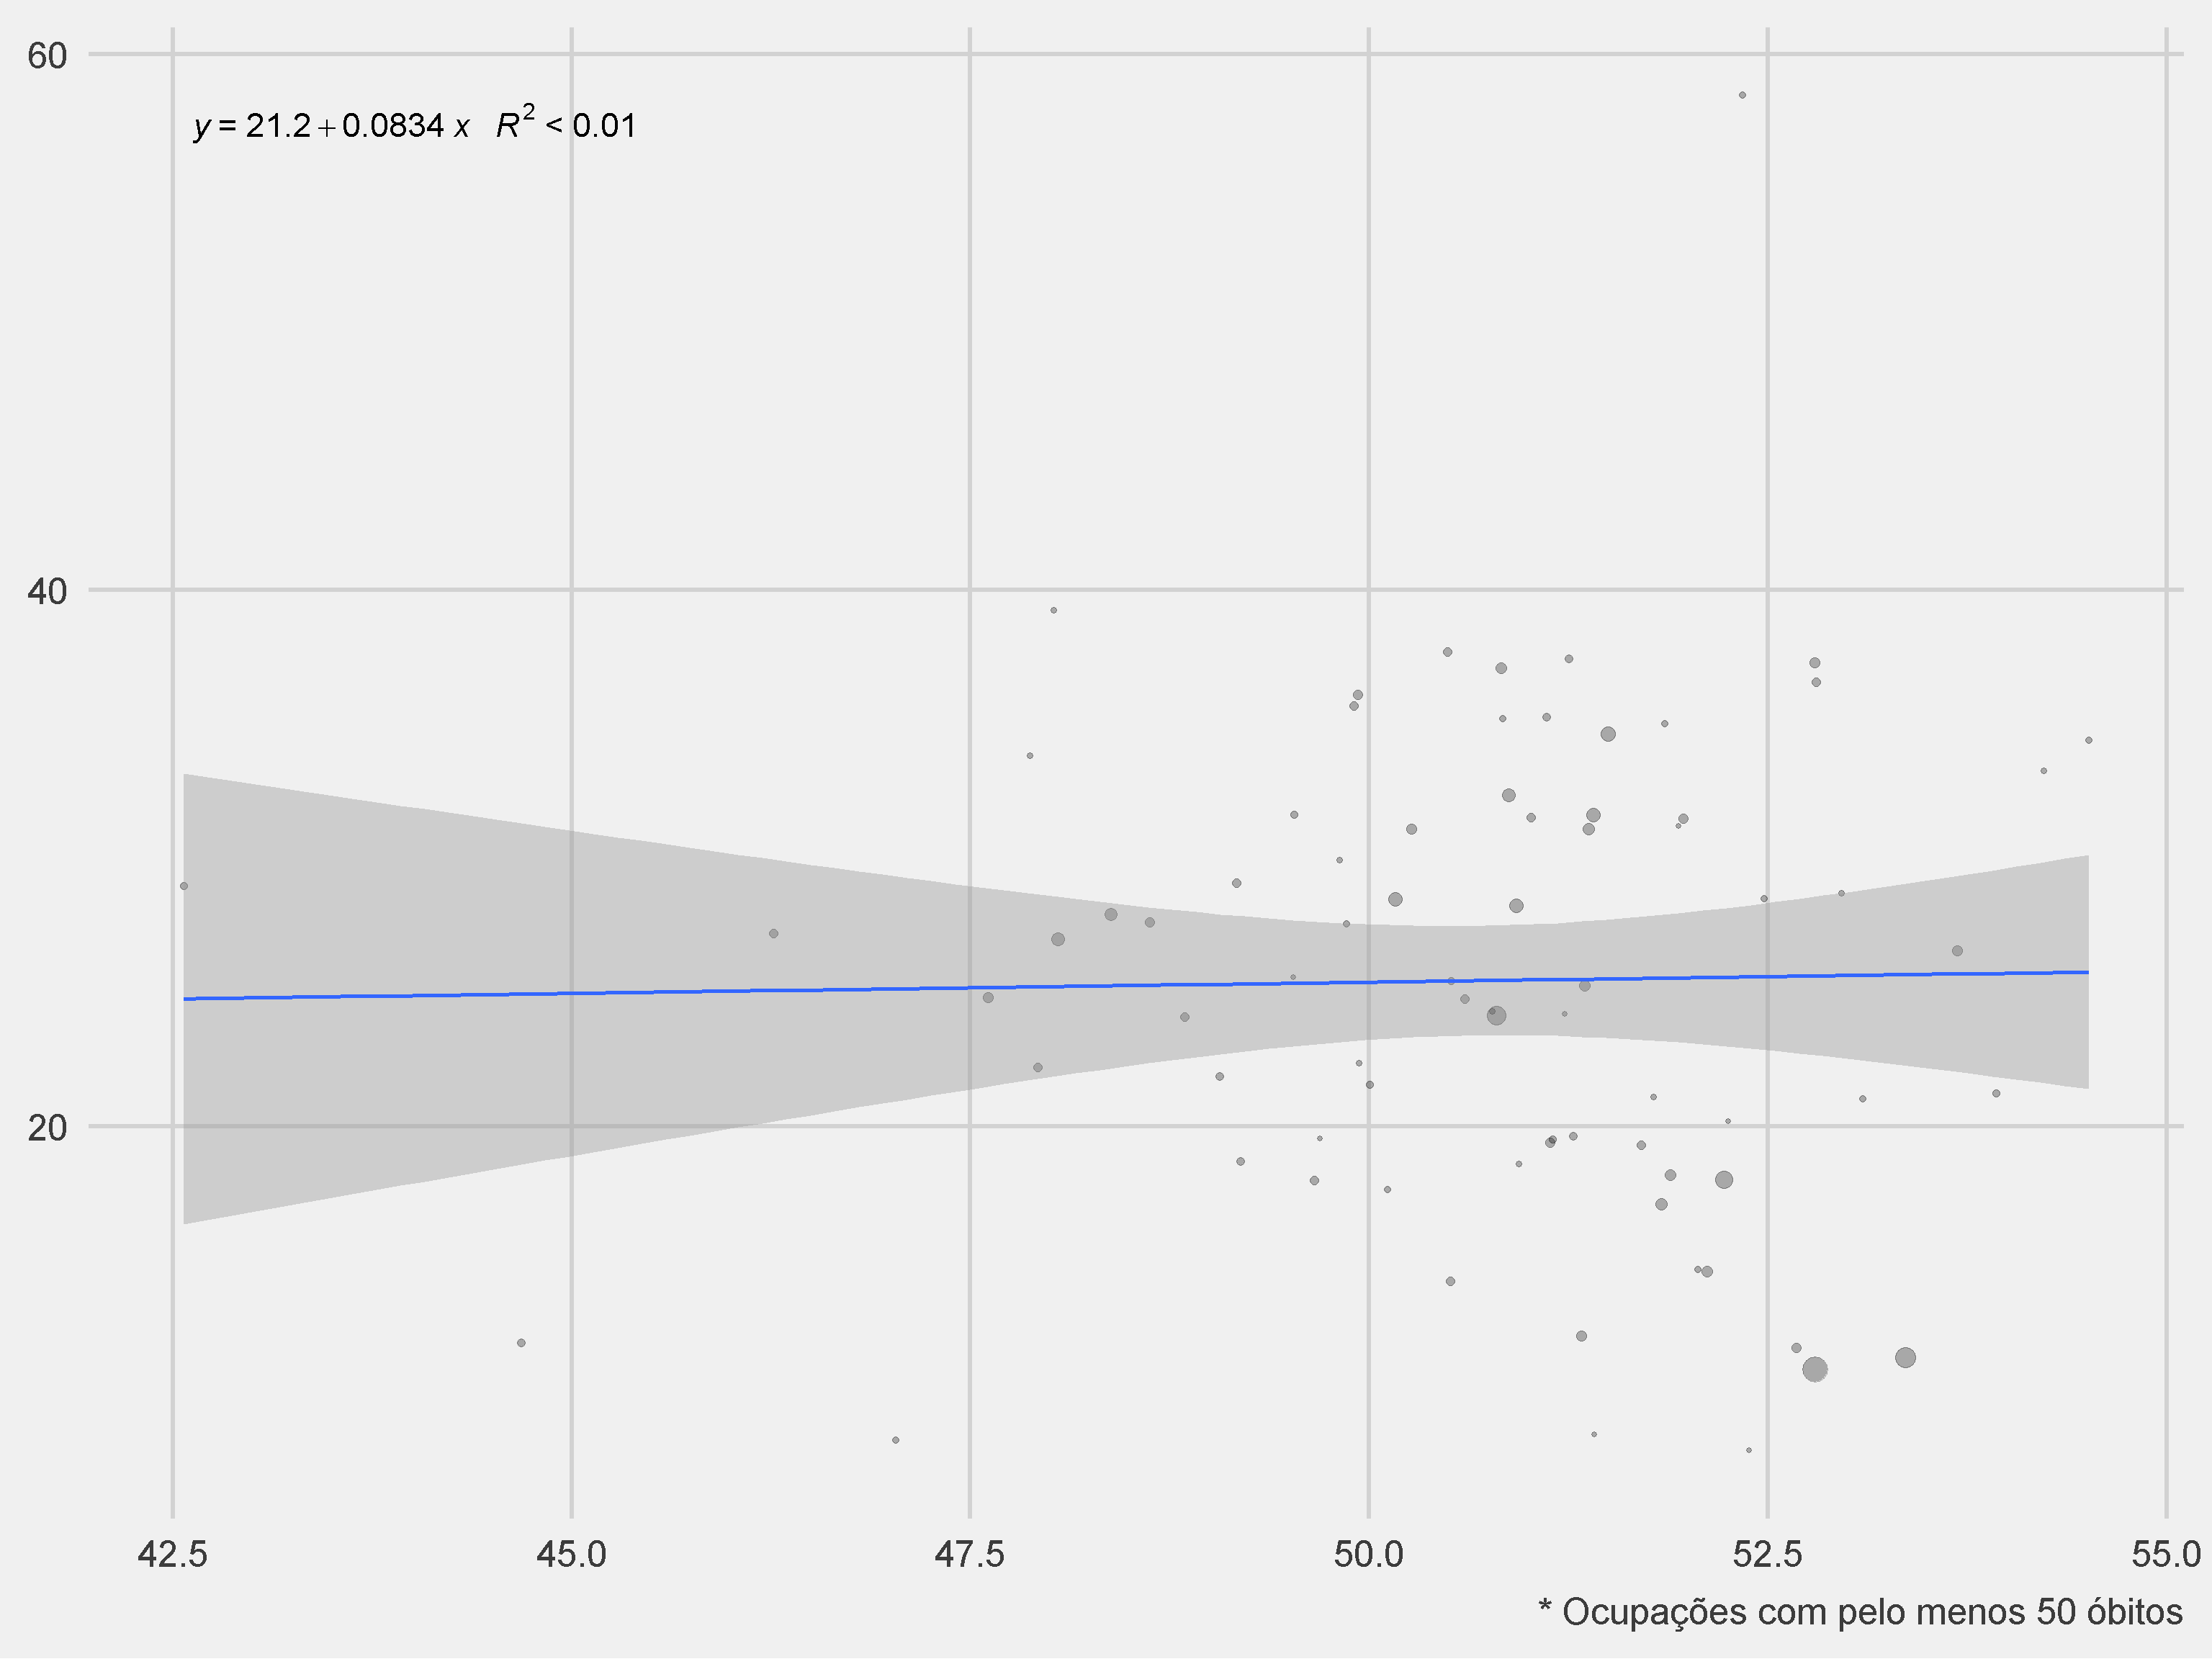 60
y = 21.2 + 0.0834 x R² < 0.01
40
20
42.5 45.0 47.5 50.0 52.5 55.0
* Ocupações com pelo menos 50 óbitos